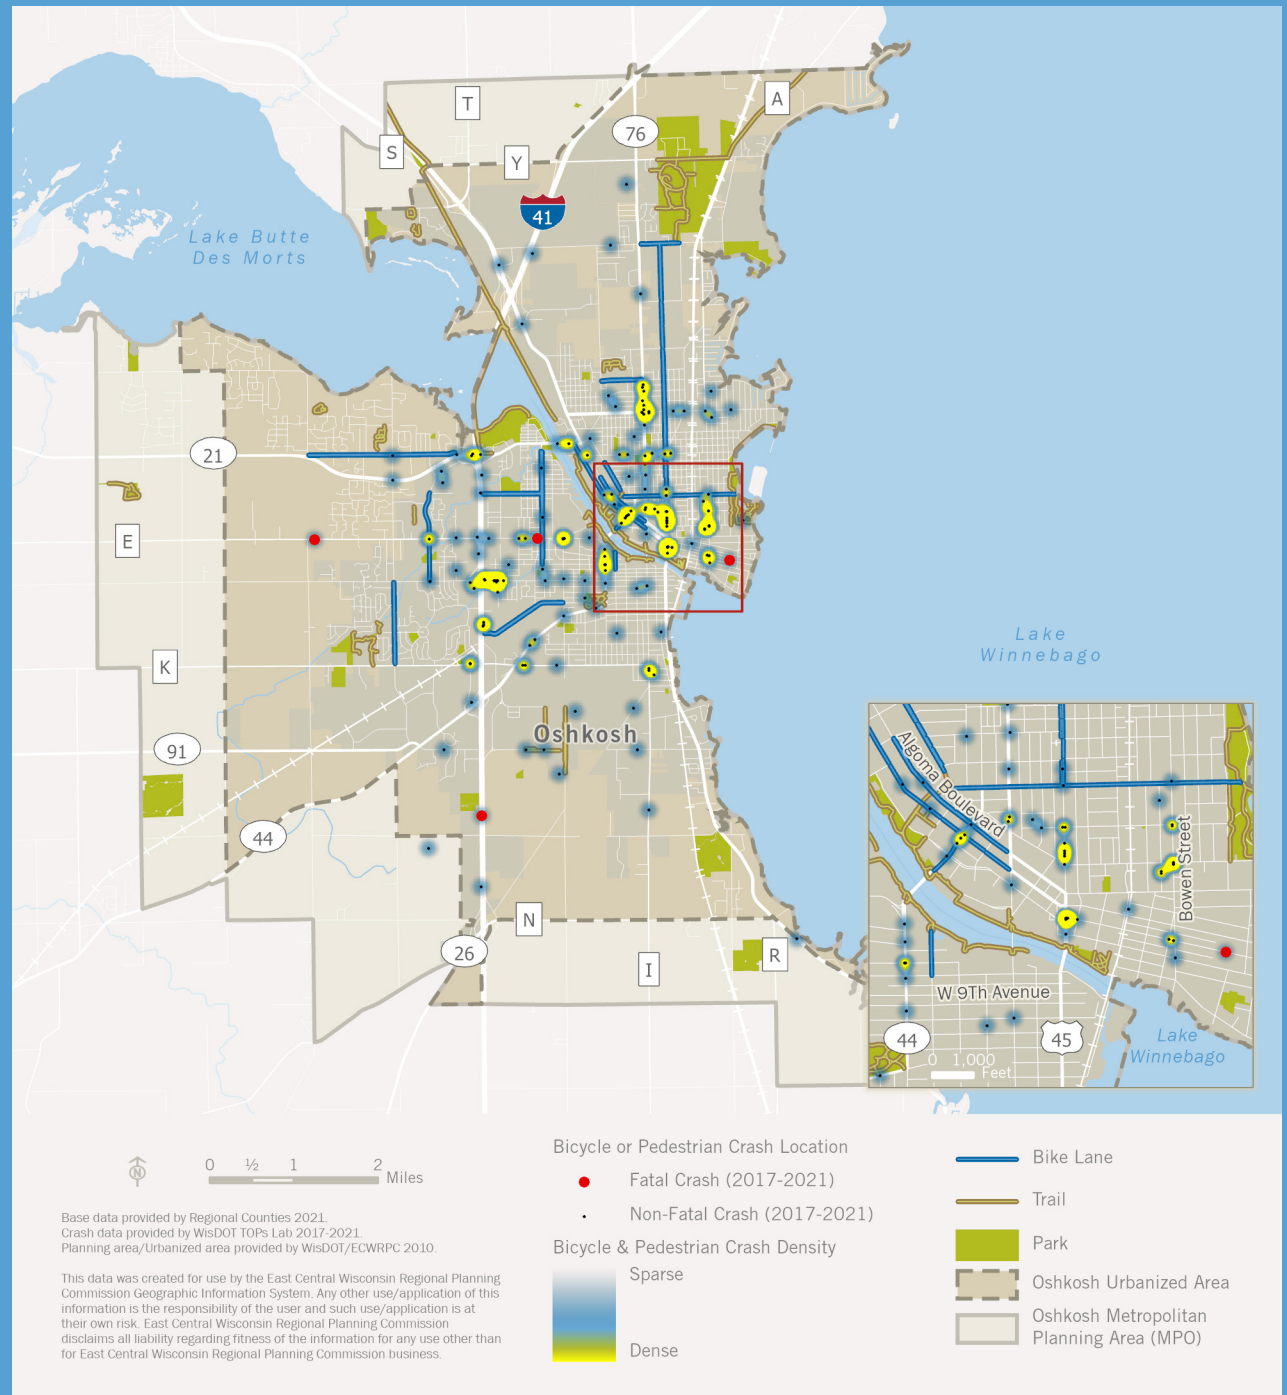 T
A
S
76
Y
41
Lake Butte
Des Morts
21
E
K
Lake
Winnebago
91
Oshkosh
44
N
26
I
R
Algoma Boulevard
Bowen Street
W 9Th Avenue
44
45
0 1,000
Feet
Lake
Winnebago
N
0 ½ 1 2
Miles
Base data provided by Regional Counties 2021.
Crash data provided by WisDOT TOPs Lab 2017-2021.
Planning area/Urbanized area provided by WisDOT/ECWRPC 2010.
This data was created for use by the East Central Wisconsin Regional Planning
Commission Geographic Information System. Any other use/application of this
information is the responsibility of the user and such use/application is at
their own risk. East Central Wisconsin Regional Planning Commission
disclaims all liability regarding fitness of the information for any use other than
for East Central Wisconsin Regional Planning Commission business.
Bicycle or Pedestrian Crash Location
Fatal Crash (2017-2021)
Non-Fatal Crash (2017-2021)
Bicycle & Pedestrian Crash Density
Sparse
Dense
Bike Lane
Trail
Park
Oshkosh Urbanized Area
Oshkosh Metropolitan
Planning Area (MPO)